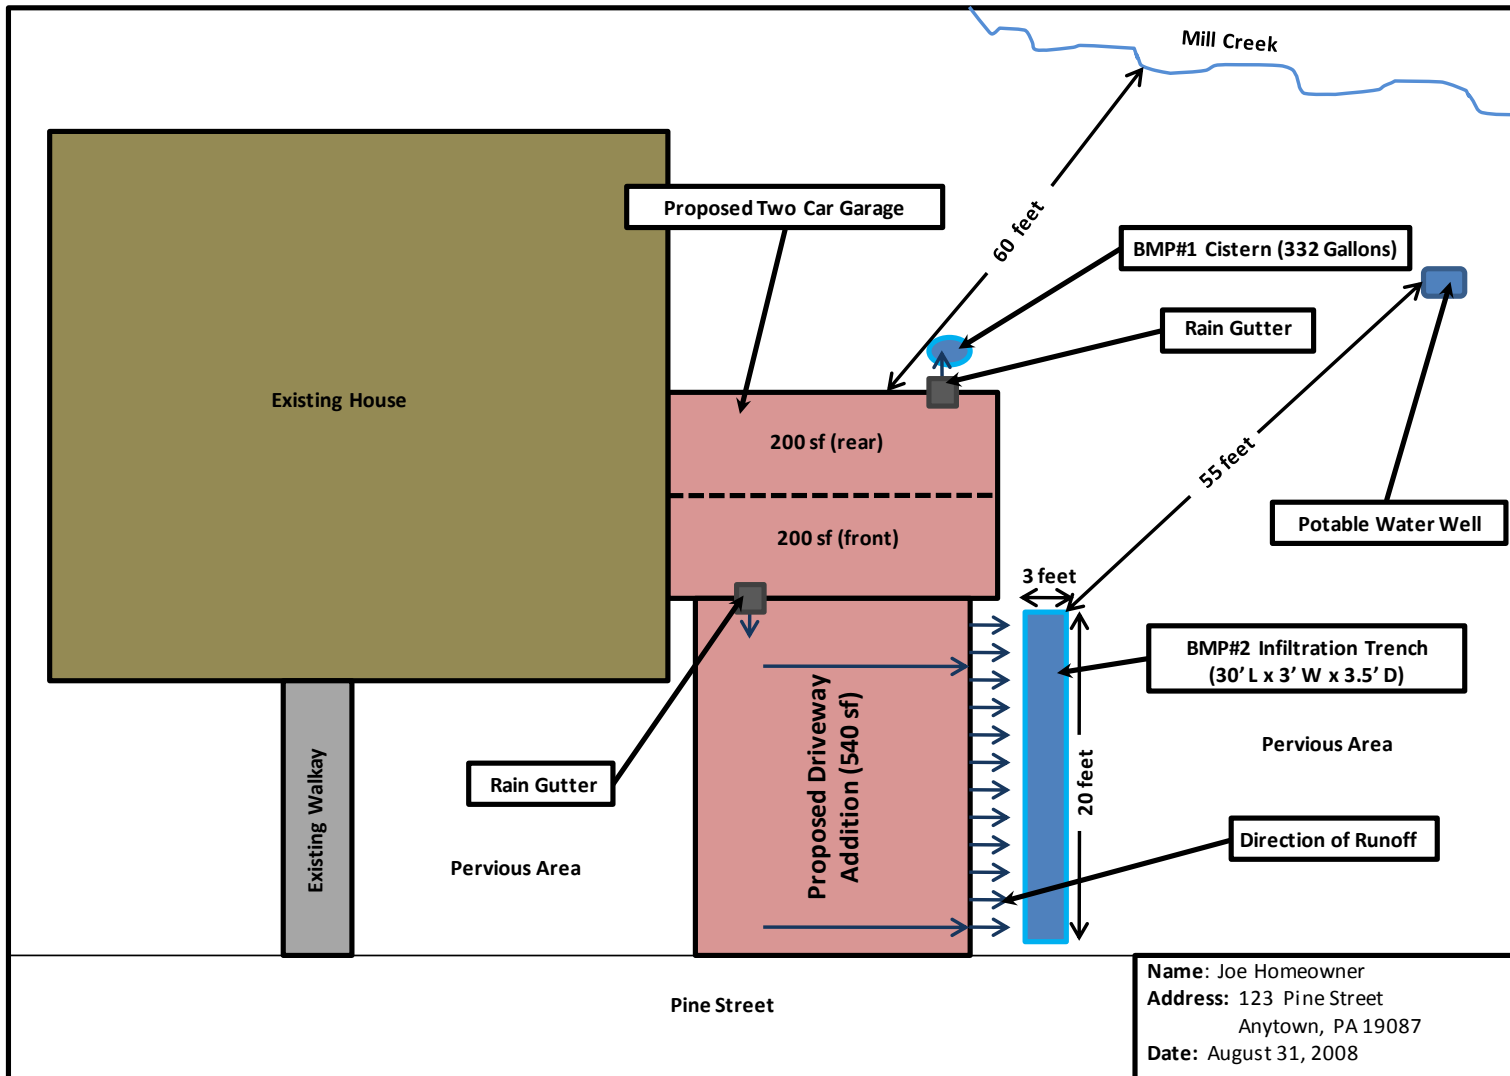 Mill Creek
Proposed Two Car Garage
60 feet
BMP#1 Cistern (332 Gallons)
Rain Gutter
Existing House
200 sf (rear)
55 feet
Potable Water Well
200 sf (front)
3 feet
BMP#2 Infiltration Trench
(30’ L x 3’ W x 3.5’ D)
Proposed Driveway
Addition (540 sf)
Pervious Area
Rain Gutter
20 feet
Existing Walkay
Direction of Runoff
Pervious Area
Pine Street
Name: Joe Homeowner
Address: 123 Pine Street
Anytown, PA 19087
Date: August 31, 2008